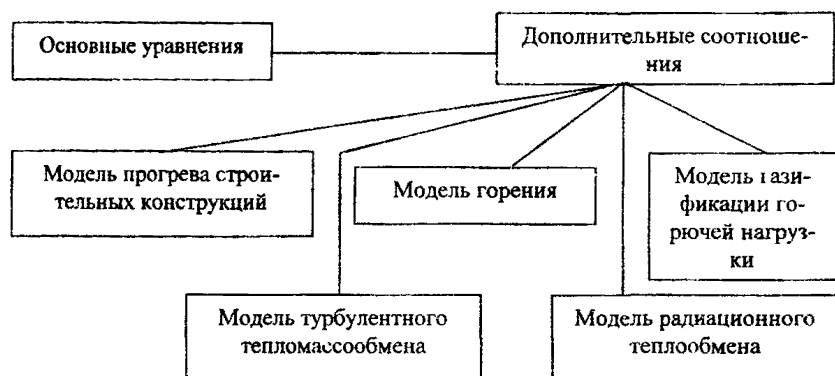 Основные уравнения
Дополнительные соотноше-
ния
Модель прогрева строи-
тельных конструкций
Модель горения
Модель гази-
фикации го-
рючей нагруз-
ки
Модель турбулентного
тепломассообмена
Модель радиационного
теплообмена